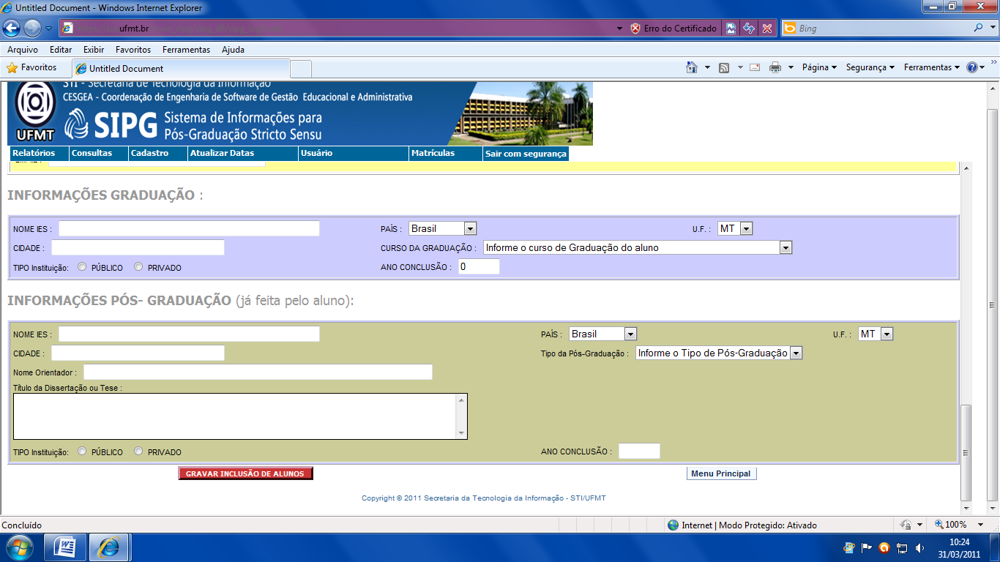 Untitled Document - Windows Internet Explorer
ufmt.br
Erro do Certificado
Bing
Arquivo Editar Exibir Favoritos Ferramentas Ajuda
Favoritos
Untitled Document
Página Segurança Ferramentas
STI - Secretaria de Tecnologia da Informação
CESGEA - Coordenação de Engenharia de Software de Gestão Educacional e Administrativa
UFMT
SIPG
Sistema de Informações para
Pós-Graduação Stricto Sensu
Relatórios Consultas Cadastro Atualizar Datas Usuário Matrículas Sair com segurança
INFORMAÇÕES GRADUAÇÃO :
NOME IES : PAÍS : Brasil U.F. : MT
CIDADE : CURSO DA GRADUAÇÃO : Informe o curso de Graduação do aluno
TIPO Instituição: PÚBLICO PRIVADO ANO CONCLUSÃO : 0
INFORMAÇÕES PÓS- GRADUAÇÃO (já feita pelo aluno):
NOME IES : PAÍS : Brasil U.F. : MT
CIDADE : Tipo da Pós-Graduação : Informe o Tipo de Pós-Graduação
Nome Orientador :
Título da Dissertação ou Tese :
TIPO Instituição: PÚBLICO PRIVADO ANO CONCLUSÃO :
GRAVAR INCLUSÃO DE ALUNOS Menu Principal
Copyright © 2011 Secretaria da Tecnologia da Informação - STI/UFMT
Concluído
Internet | Modo Protegido: Ativado
100%
10:24
31/03/2011